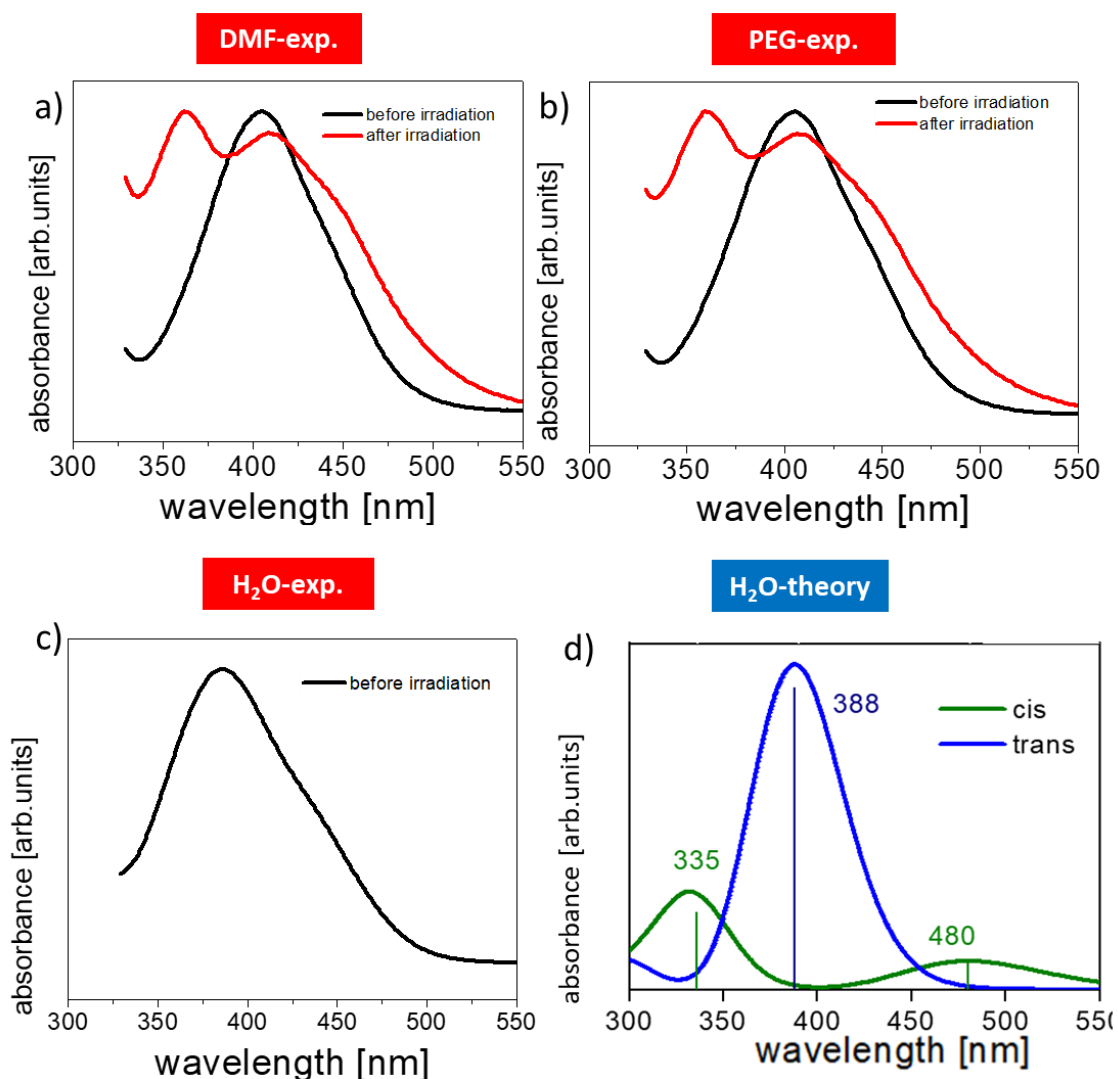 DMF-exp.
a)
before irradiation
after irradiation
absorbance [arb.units]
300 350 400 450 500 550
wavelength [nm]
PEG-exp.
b)
before irradiation
after irradiation
absorbance [arb.units]
300 350 400 450 500 550
wavelength [nm]
H₂O-exp.
c)
before irradiation
absorbance [arb.units]
300 350 400 450 500 550
wavelength [nm]
H₂O-theory
d)
cis
trans
388
335
480
absorbance [arb.units]
300 350 400 450 500 550
wavelength [nm]